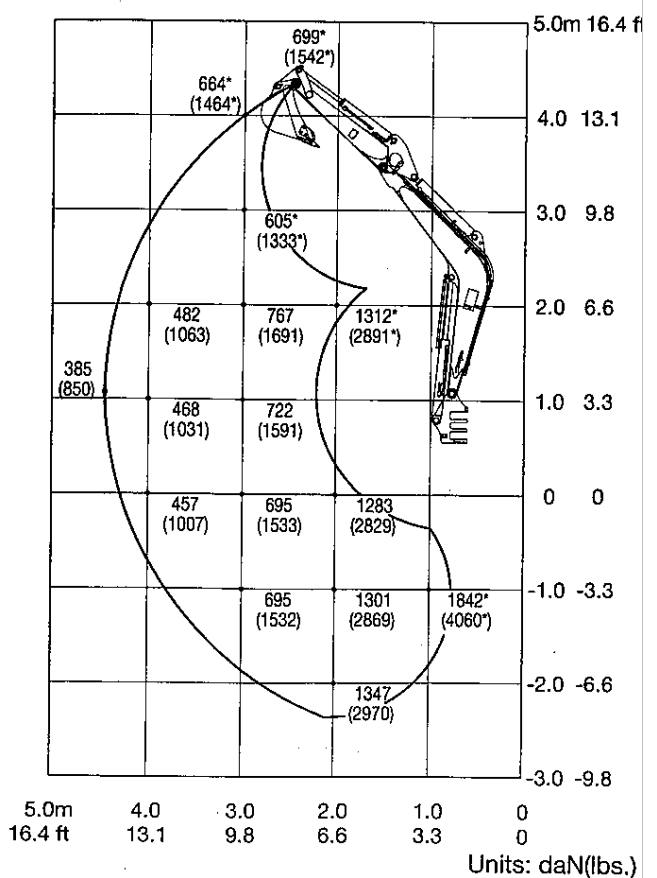 5.0m 16.4 ft
699*
(1542*)
664*
(1464*)
4.0 13.1
3.0 9.8
605*
(1333*)
2.0 6.6
482 767 1312*
(1063) (1691) (2891*)
385
(850)
1.0 3.3
468 722
(1031) (1591)
0 0
457 695 1283
(1007) (1533) (2829)
-1.0 -3.3
695 1301 1842*
(1532) (2869) (4060*)
-2.0 -6.6
1347
(2970)
-3.0 -9.8
5.0m 4.0 3.0 2.0 1.0 0
16.4 ft 13.1 9.8 6.6 3.3 0
Units: daN(lbs.)